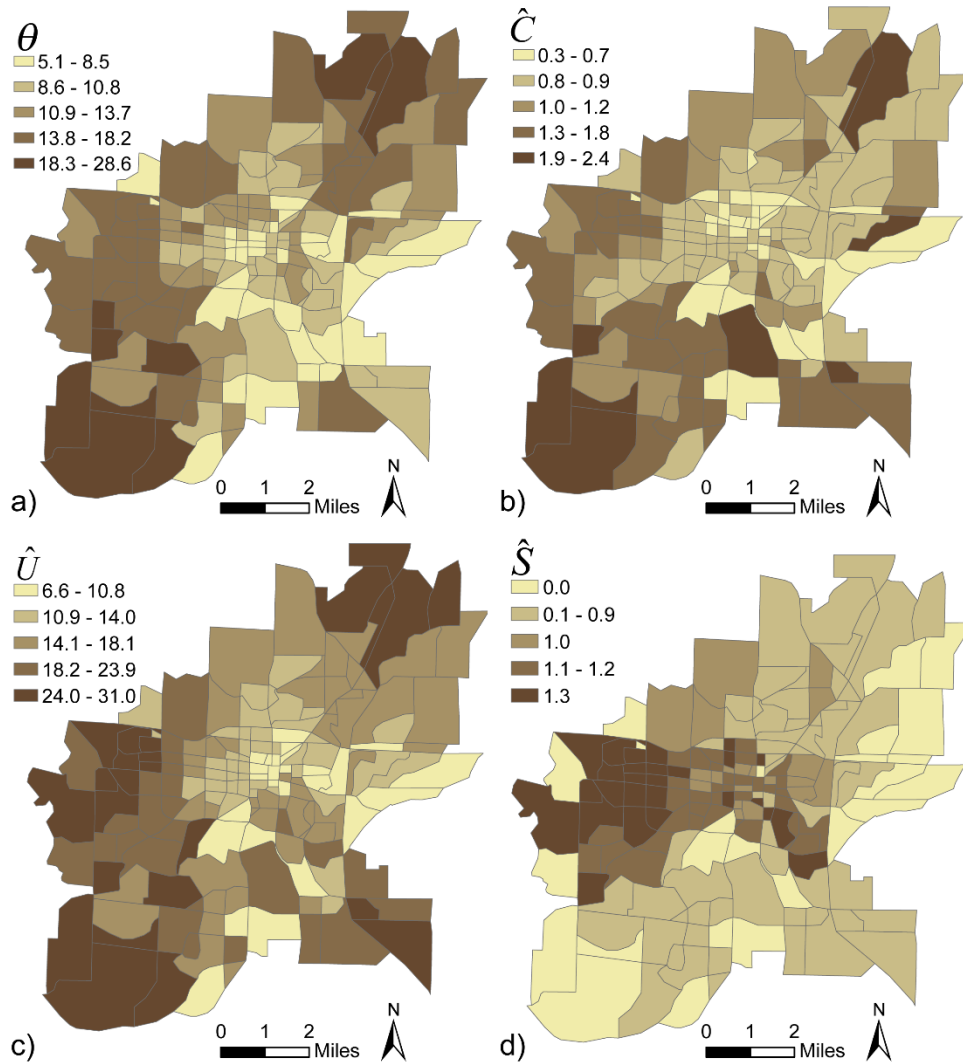 θ
5.1 - 8.5
8.6 - 10.8
10.9 - 13.7
13.8 - 18.2
18.3 - 28.6
N
0 1 2
Miles
a)
Ĉ
0.3 - 0.7
0.8 - 0.9
1.0 - 1.2
1.3 - 1.8
1.9 - 2.4
N
0 1 2
Miles
b)
Û
6.6 - 10.8
10.9 - 14.0
14.1 - 18.1
18.2 - 23.9
24.0 - 31.0
N
0 1 2
Miles
c)
Ŝ
0.0
0.1 - 0.9
1.0
1.1 - 1.2
1.3
N
0 1 2
Miles
d)